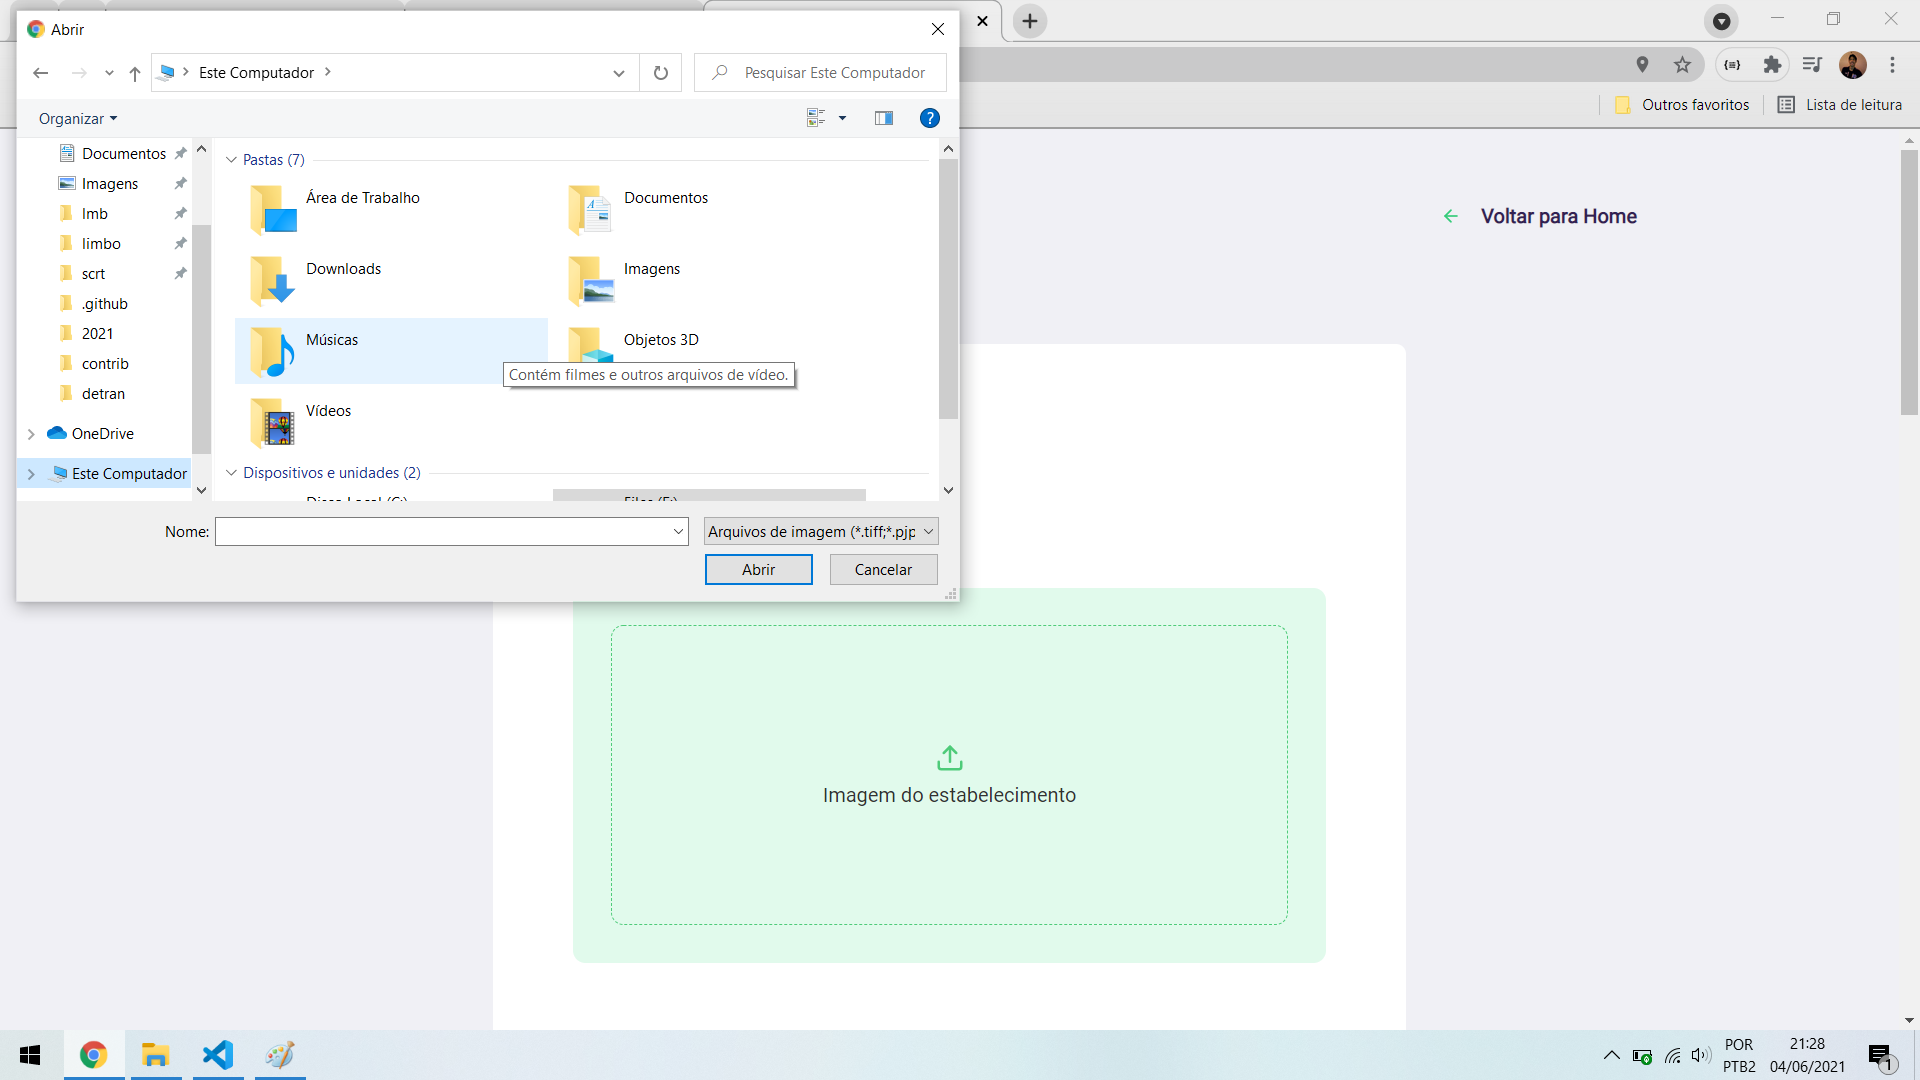 Abrir
Este Computador
Pesquisar Este Computador
Outros favoritos
Lista de leitura
Organizar
Documentos
Imagens
lmb
limbo
scrt
.github
2021
contrib
detran
OneDrive
Este Computador
Pastas (7)
Área de Trabalho
Documentos
Downloads
Imagens
Músicas
Objetos 3D
Contém filmes e outros arquivos de vídeo.
Vídeos
Dispositivos e unidades (2)
Nome:
Arquivos de imagem (*.tiff;*.pjp
Abrir
Cancelar
Voltar para Home
Imagem do estabelecimento
POR
PTB2
21:28
04/06/2021
1